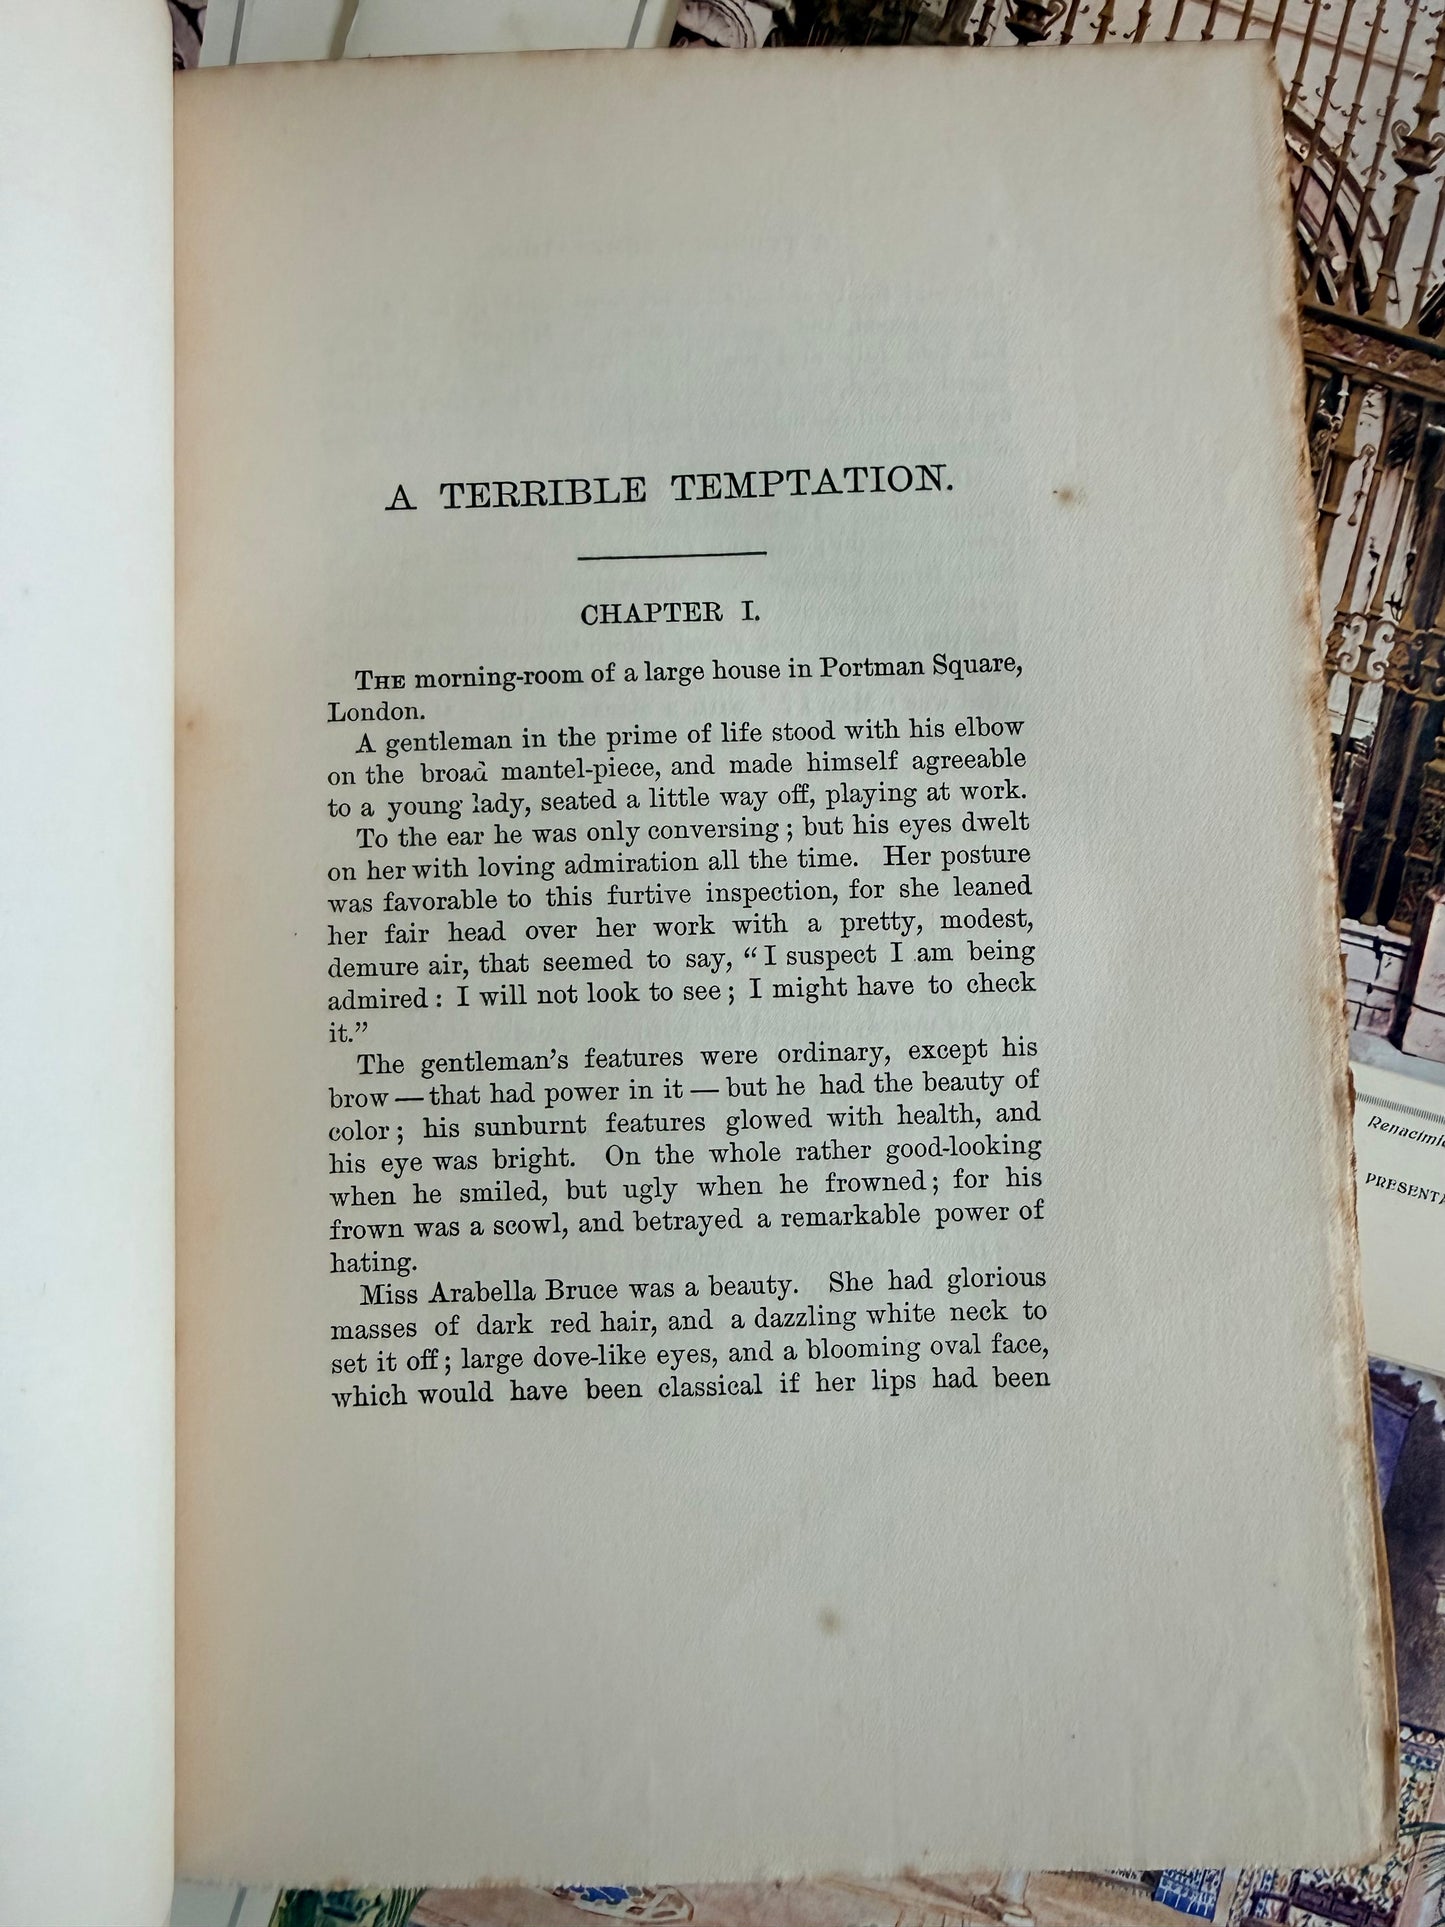 A TERRIBLE TEMPTATION.
CHAPTER I.
THE morning-room of a large house in Portman Square,
London.
A gentleman in the prime of life stood with his elbow
on the broad mantel-piece, and made himself agreeable
to a young lady, seated a little way off, playing at work.
To the ear he was only conversing; but his eyes dwelt
on her with loving admiration all the time. Her posture
was favorable to this furtive inspection, for she leaned
her fair head over her work with a pretty, modest,
demure air, that seemed to say, “I suspect I am being
admired: I will not look to see; I might have to check
it.”
The gentleman’s features were ordinary, except his
brow — that had power in it — but he had the beauty of
color; his sunburnt features glowed with health, and
his eye was bright. On the whole rather good-looking
when he smiled, but ugly when he frowned; for his
frown was a scowl, and betrayed a remarkable power of
hating.
Miss Arabella Bruce was a beauty. She had glorious
masses of dark red hair, and a dazzling white neck to
set it off; large dove-like eyes, and a blooming oval face,
which would have been classical if her lips had been